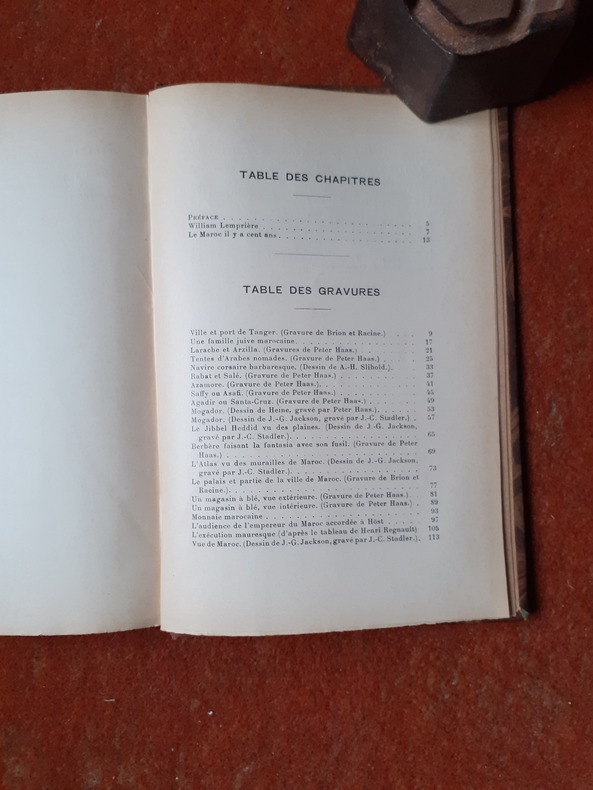 TABLE DES CHAPITRES
PRÉFACE . . . . . . . . . . . . . . . . . . . . 5
William Lemprière . . . . . . . . . . . . . . . . 7
Le Maroc il y a cent ans . . . . . . . . . . . . . . 13
TABLE DES GRAVURES
Ville et port de Tanger. (Gravure de Brion et Racine.) . . . 9
Une famille juive marocaine . . . . . . . . . . . . 17
Larache et Arzilla. (Gravures de Peter Haas.) . . . . . 21
Tentes d'Arabes nomades. (Gravure de Peter Haas.) . . . 25
Navire corsaire barbaresque. (Dessin de A.-H. Slibold.) . . 33
Rabat et Salé. (Gravure de Peter Haas.) . . . . . . . 37
Azamore. (Gravure de Peter Haas.) . . . . . . . . . 41
Saffy ou Asafi. (Gravure de Peter Haas.) . . . . . . . 45
Agadir ou Santa-Cruz. (Gravure de Peter Haas.) . . . . 49
Mogador. (Dessin de Heine, gravé par Peter Haas.) . . . . 53
Mogador. (Dessin de J.-G. Jackson, gravé par J.-C. Stadler.) . 57
Le Jibbel Heddid vu des plaines. (Dessin de J.-G. Jackson,
gravé par J.-C. Stadler.) . . . . . . . . . . . . . 65
Berbère faisant la fantasia avec son fusil. (Gravure de Peter
Haas.) . . . . . . . . . . . . . . . . . . . 69
L'Atlas vu des murailles de Maroc. (Dessin de J.-G. Jackson,
gravé par J.-C. Stadler.) . . . . . . . . . . . . . 73
Le palais et partie de la ville de Maroc. (Gravure de Brion et
Racine.) . . . . . . . . . . . . . . . . . . . 77
Un magasin à blé, vue extérieure. (Gravure de Peter Haas.) . 81
Un magasin à blé, vue intérieure. (Gravure de Peter Haas.) . 89
Monnaie marocaine . . . . . . . . . . . . . . . 93
L'audience de l'empereur du Maroc accordée à Höst . . . 97
L'exécution mauresque (d'après le tableau de Henri Regnault) 105
Vue de Maroc. (Dessin de J.-G. Jackson, gravé par J.-C. Stadler.) . 113